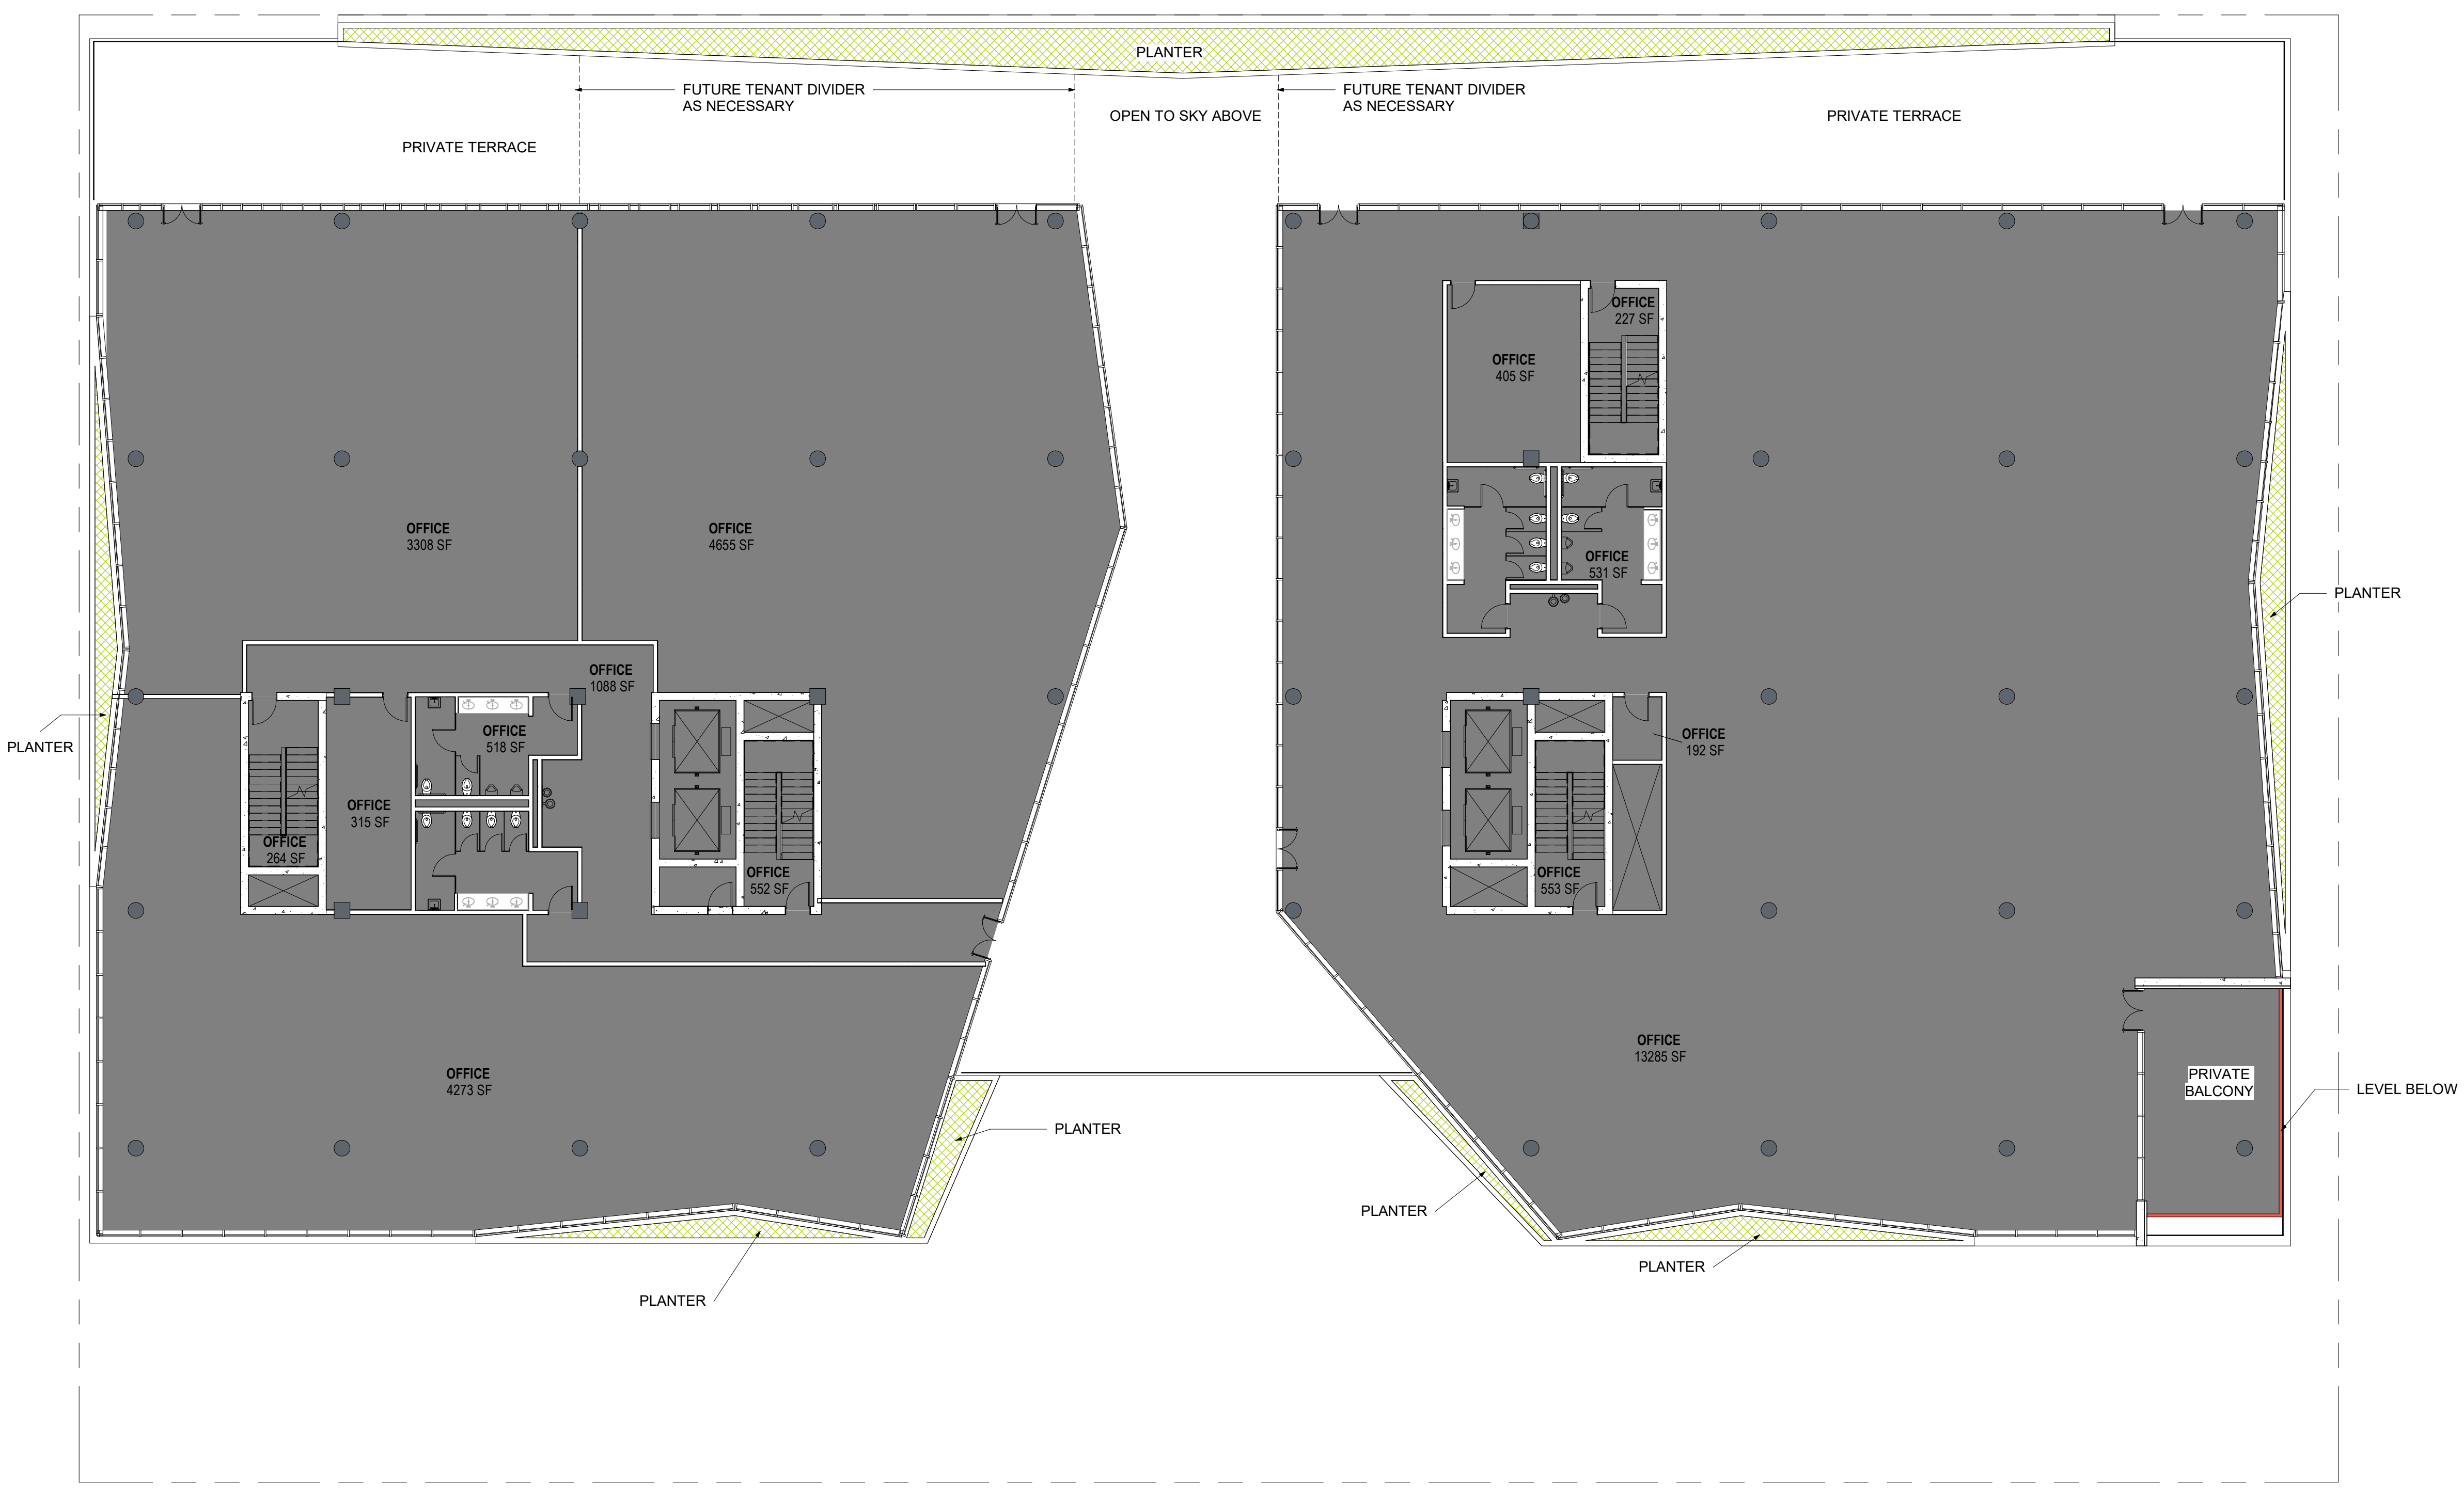 PLANTER
FUTURE TENANT DIVIDER
AS NECESSARY
FUTURE TENANT DIVIDER
AS NECESSARY
OPEN TO SKY ABOVE
PRIVATE TERRACE
PRIVATE TERRACE
OFFICE
227 SF
OFFICE
405 SF
OFFICE
3308 SF
OFFICE
4655 SF
OFFICE
531 SF
PLANTER
OFFICE
1088 SF
OFFICE
518 SF
OFFICE
192 SF
PLANTER
OFFICE
315 SF
OFFICE
264 SF
OFFICE
552 SF
OFFICE
553 SF
OFFICE
13285 SF
OFFICE
4273 SF
PRIVATE
BALCONY
LEVEL BELOW
PLANTER
PLANTER
PLANTER
PLANTER